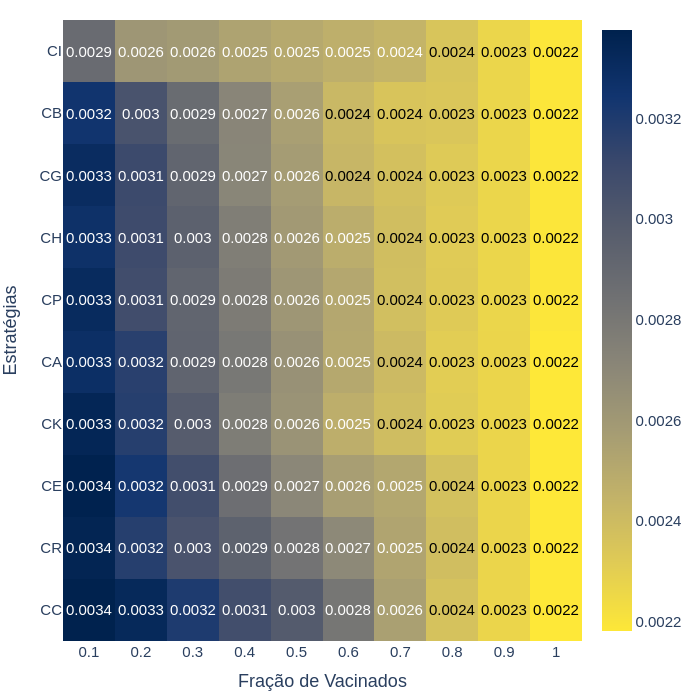 CI 0.0029 0.0026 0.0026 0.0025 0.0025 0.0025 0.0024 0.0024 0.0023 0.0022
CB 0.0032 0.003 0.0029 0.0027 0.0026 0.0024 0.0024 0.0023 0.0023 0.0022
CG 0.0033 0.0031 0.0029 0.0027 0.0026 0.0024 0.0024 0.0023 0.0023 0.0022
CH 0.0033 0.0031 0.003 0.0028 0.0026 0.0025 0.0024 0.0023 0.0023 0.0022
CP 0.0033 0.0031 0.0029 0.0028 0.0026 0.0025 0.0024 0.0023 0.0023 0.0022
CA 0.0033 0.0032 0.0029 0.0028 0.0026 0.0025 0.0024 0.0023 0.0023 0.0022
CK 0.0033 0.0032 0.003 0.0028 0.0026 0.0025 0.0024 0.0023 0.0023 0.0022
CE 0.0034 0.0032 0.0031 0.0029 0.0027 0.0026 0.0025 0.0024 0.0023 0.0022
CR 0.0034 0.0032 0.003 0.0029 0.0028 0.0027 0.0025 0.0024 0.0023 0.0022
CC 0.0034 0.0033 0.0032 0.0031 0.003 0.0028 0.0026 0.0024 0.0023 0.0022
0.1 0.2 0.3 0.4 0.5 0.6 0.7 0.8 0.9 1
Fração de Vacinados
Estratégias
0.0032
0.003
0.0028
0.0026
0.0024
0.0022